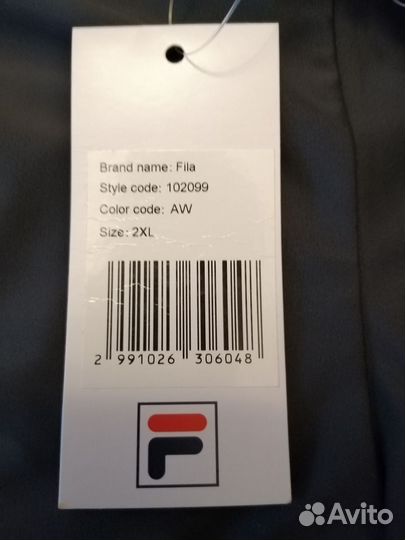 Brand name: Fila
Style code: 102099
Color code: AW
Size: 2XL
2 991026 306048
F
Avito